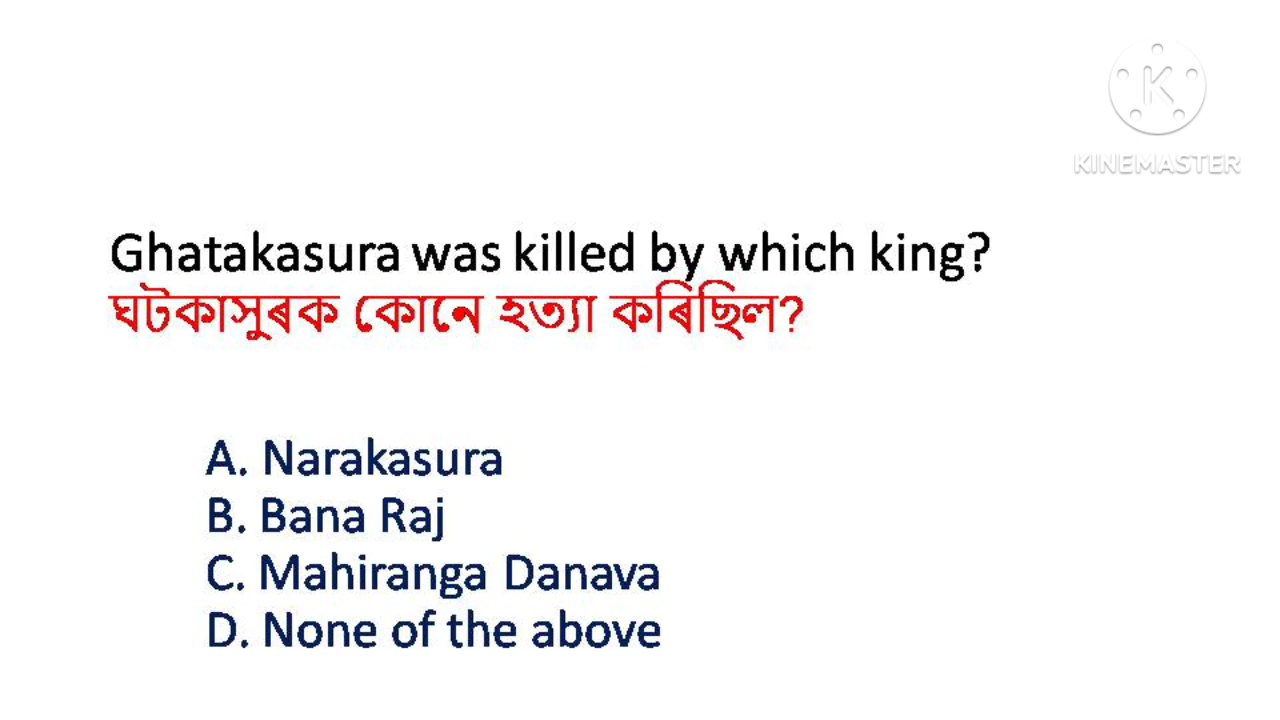 K
KINEMASTER
Ghatakasura was killed by which king?
ঘটকাসুৰক কোনে হত্যা কৰিছিল?
A. Narakasura
B. Bana Raj
C. Mahiranga Danava
D. None of the above